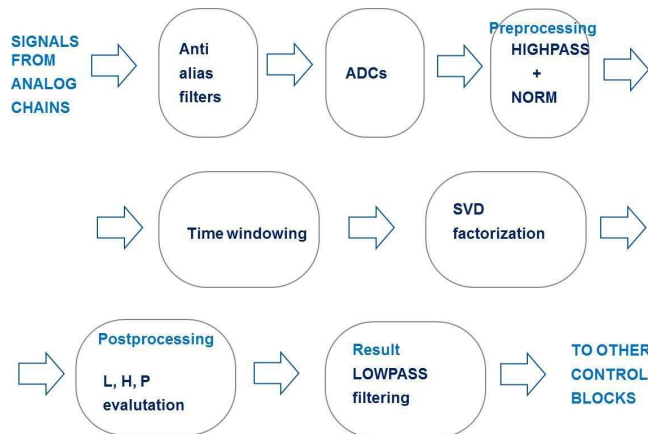 SIGNALS
FROM
ANALOG
CHAINS
Anti
alias
filters
ADCs
Preprocessing
HIGHPASS
+
NORM
Time windowing
SVD
factorization
Postprocessing
L, H, P
evalutation
Result
LOWPASS
filtering
TO OTHER
CONTROL
BLOCKS